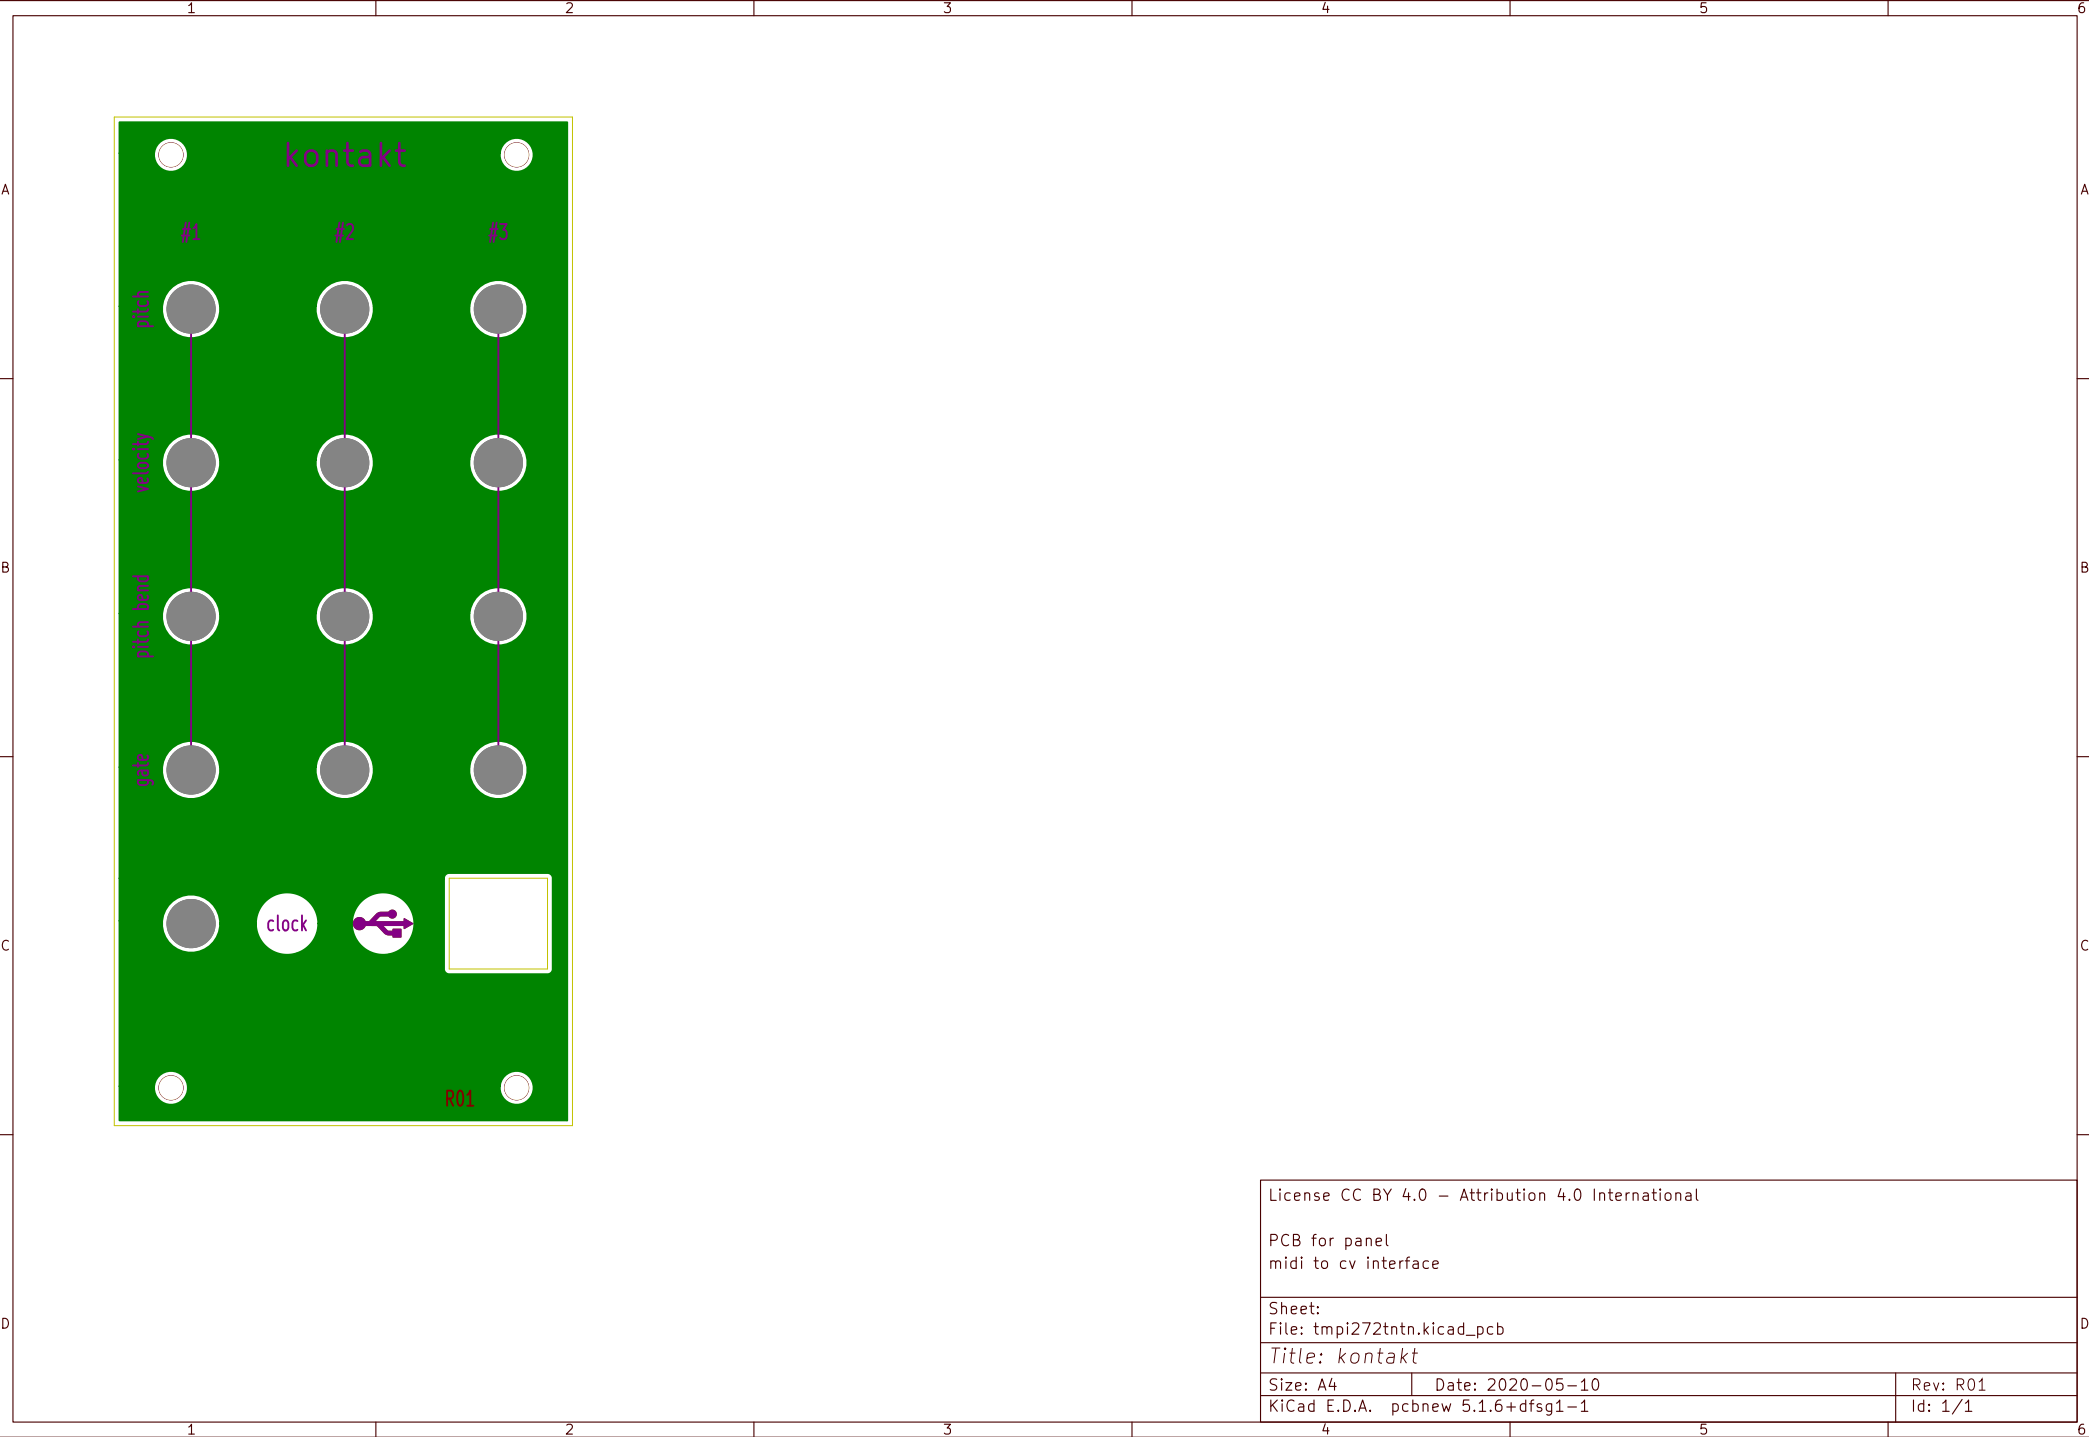 1 2 3 4 5 6
kontakt
A A
#1 #2 #3
pitch
velocity
B B
pitch bend
gate
clock
C C
R01
License CC BY 4.0 - Attribution 4.0 International
PCB for panel
midi to cv interface
Sheet:
D D
File: tmpi272tntn.kicad_pcb
Title: kontakt
Size: A4 Date: 2020-05-10 Rev: R01
KiCad E.D.A. pcbnew 5.1.6+dfsg1-1 Id: 1/1
1 2 3 4 5 6